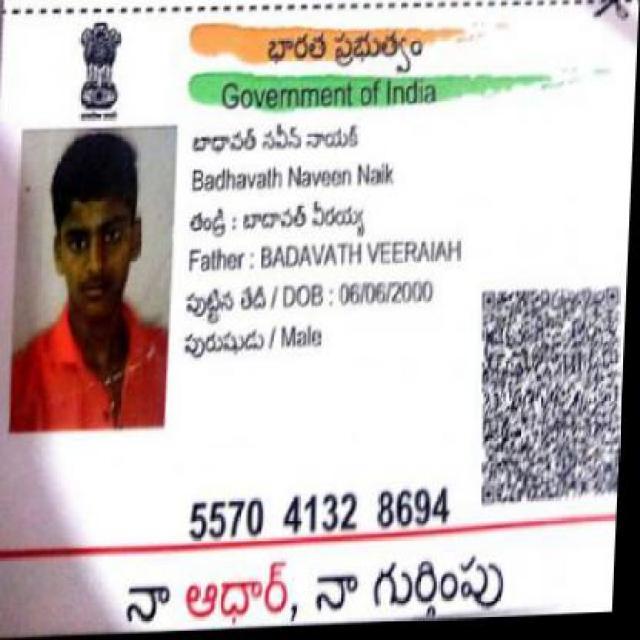 భారత ప్రభుత్వం
Government of India
బాధావత్ నవీన్ నాయక్
Badhavath Naveen Naik
తండ్రి : బాదావత్ వీరయ్య
Father : BADAVATH VEERAIAH
పుట్టిన తేదీ / DOB : 06/06/2000
పురుషుడు / Male
5570 4132 8694
నా ఆధార్, నా గుర్తింపు